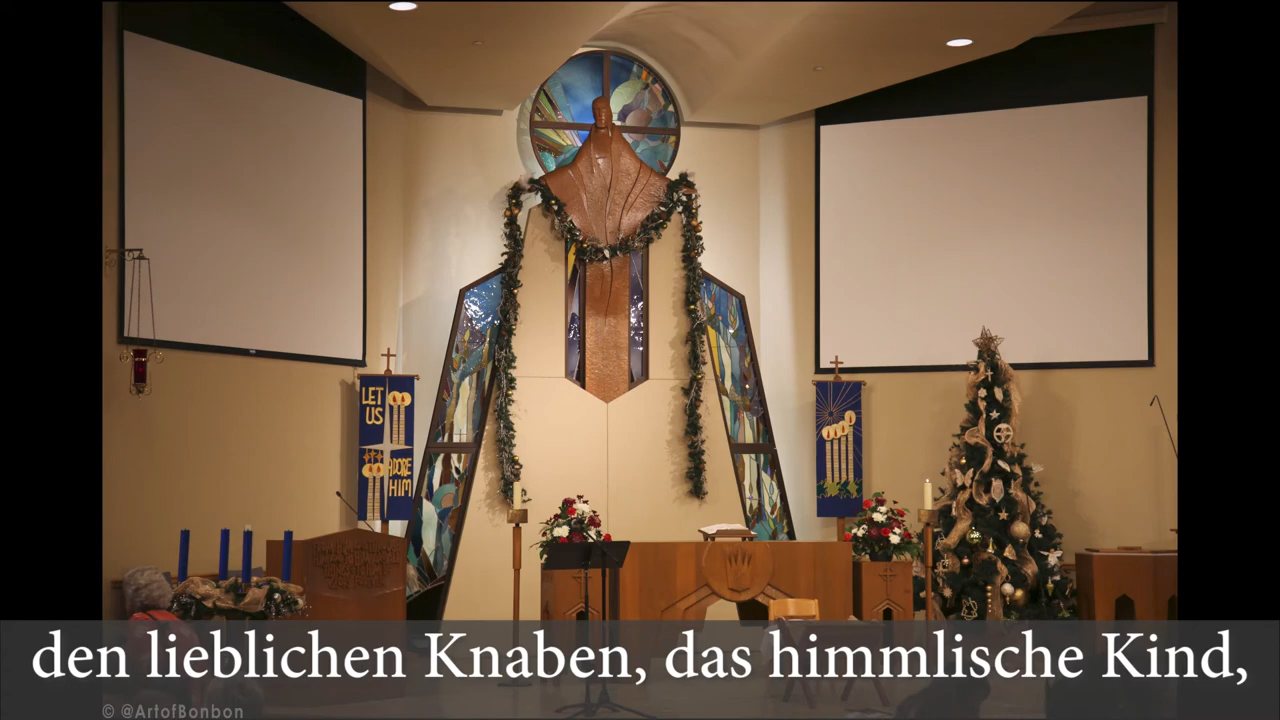 LET
US
ADORE
HIM
den lieblichen Knaben, das himmlische Kind,
© @ArtofBonbon